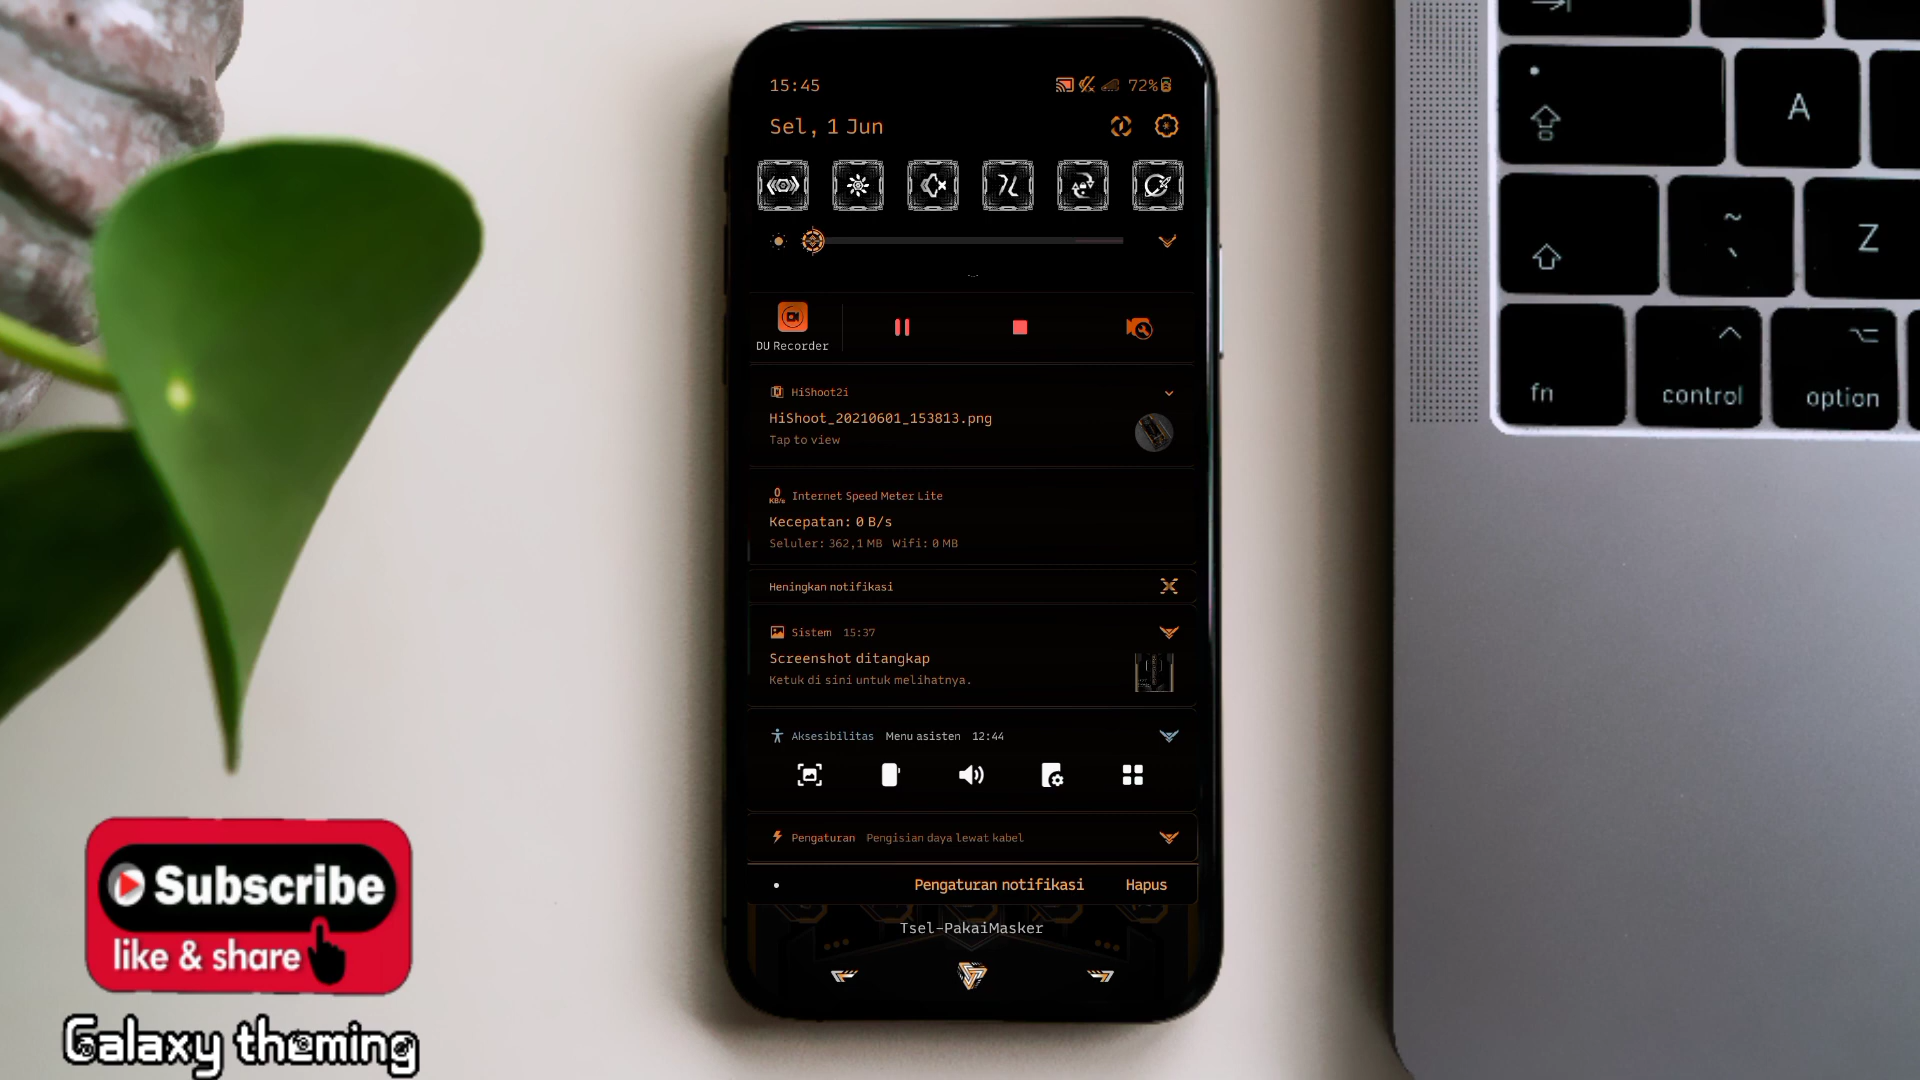 15:45
72%
Sel, 1 Jun
DU Recorder
HiShoot2i
HiShoot_20210601_153813.png
Tap to view
0
KB/s
Internet Speed Meter Lite
Kecepatan: 0 B/s
Seluler: 362,1 MB Wifi: 0 MB
Heningkan notifikasi
Sistem 15:37
Screenshot ditangkap
Ketuk di sini untuk melihatnya.
Aksesibilitas Menu asisten 12:44
Pengaturan Pengisian daya lewat kabel
Pengaturan notifikasi Hapus
Tsel-PakaiMasker
A
~
`
Z
fn
control
option
Subscribe
like & share
Galaxy theming